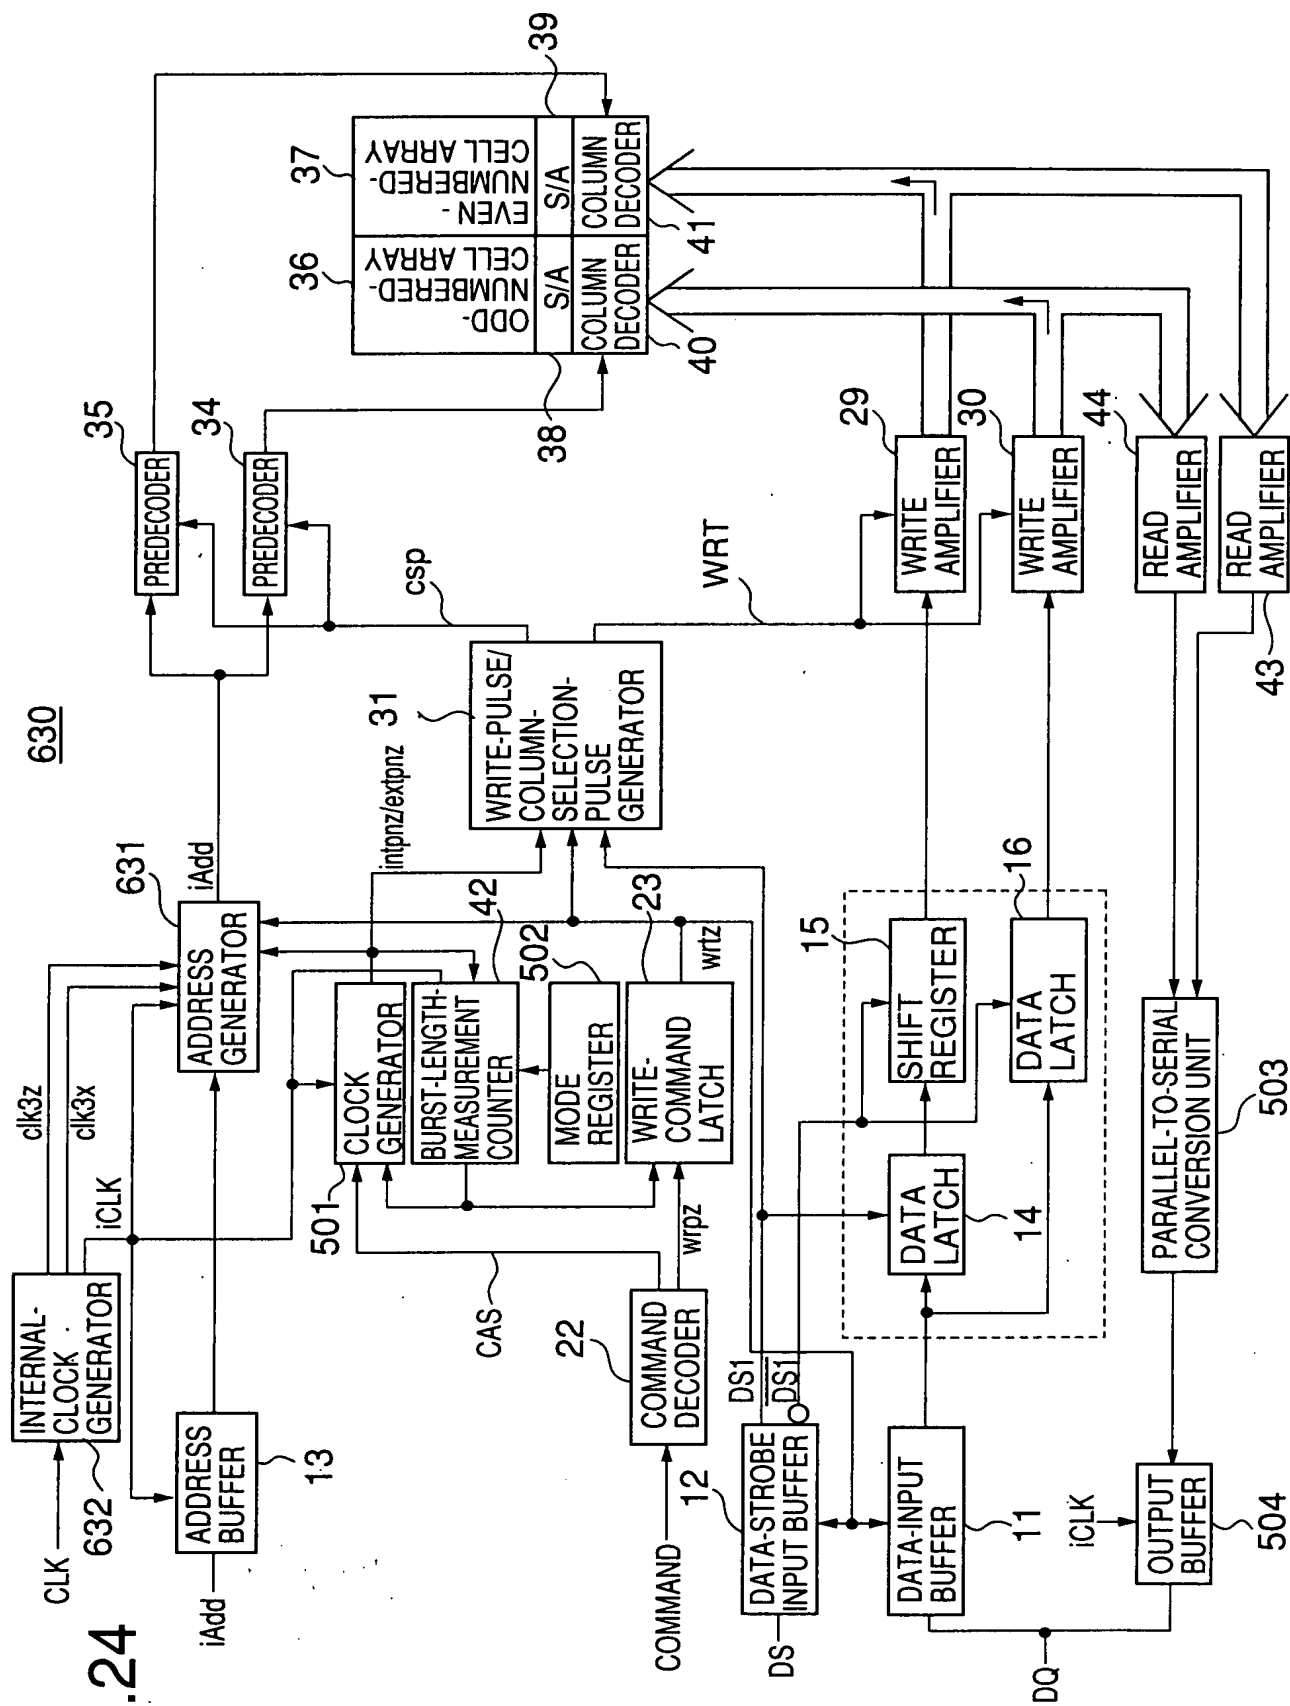 .24
630
CLK
INTERNAL-
CLOCK
GENERATOR
632
clk3z
clk3x
iCLK
iAdd
ADDRESS
BUFFER
13
ADDRESS
GENERATOR
631
iAdd
PREDECODER
35
PREDECODER
34
ODD-
NUMBERED-
CELL ARRAY
36
EVEN-
NUMBERED-
CELL ARRAY
37
S/A
38
S/A
39
COLUMN
DECODER
40
COLUMN
DECODER
41
CLOCK
GENERATOR
501
intpnz/extpnz
BURST-LENGTH-
MEASUREMENT
COUNTER
42
MODE
REGISTER
502
WRITE-
COMMAND
LATCH
23
wrtz
WRITE-PULSE/
COLUMN-
SELECTION-
PULSE
GENERATOR
31
csp
WRT
COMMAND
COMMAND
DECODER
22
CAS
wrpz
DS
DATA-STROBE
INPUT BUFFER
12
DS1
DS1
DQ
DATA-INPUT
BUFFER
11
DATA
LATCH
14
SHIFT
REGISTER
15
DATA
LATCH
16
WRITE
AMPLIFIER
29
WRITE
AMPLIFIER
30
READ
AMPLIFIER
44
READ
AMPLIFIER
43
PARALLEL-TO-SERIAL
CONVERSION UNIT
503
iCLK
OUTPUT
BUFFER
504